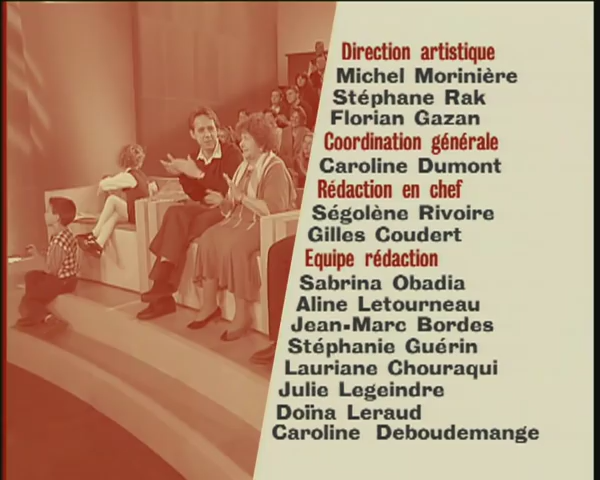 Direction artistique
Michel Morinière
Stéphane Rak
Florian Gazan
Coordination générale
Caroline Dumont
Rédaction en chef
Ségolène Rivoire
Gilles Coudert
Equipe rédaction
Sabrina Obadia
Aline Letourneau
Jean-Marc Bordes
Stéphanie Guérin
Lauriane Chouraqui
Julie Legeindre
Doïna Leraud
Caroline Deboudemange